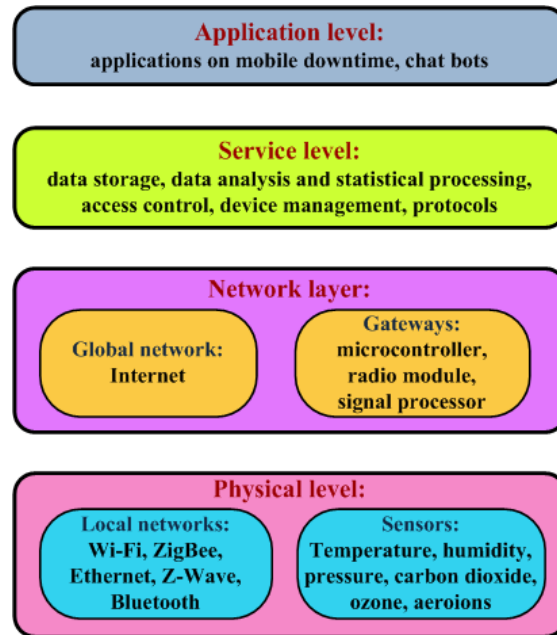 Application level:
applications on mobile downtime, chat bots
Service level:
data storage, data analysis and statistical processing,
access control, device management, protocols
Network layer:
Global network:
Internet
Gateways:
microcontroller,
radio module,
signal processor
Physical level:
Local networks:
Wi-Fi, ZigBee,
Ethernet, Z-Wave,
Bluetooth
Sensors:
Temperature, humidity,
pressure, carbon dioxide,
ozone, aeroions